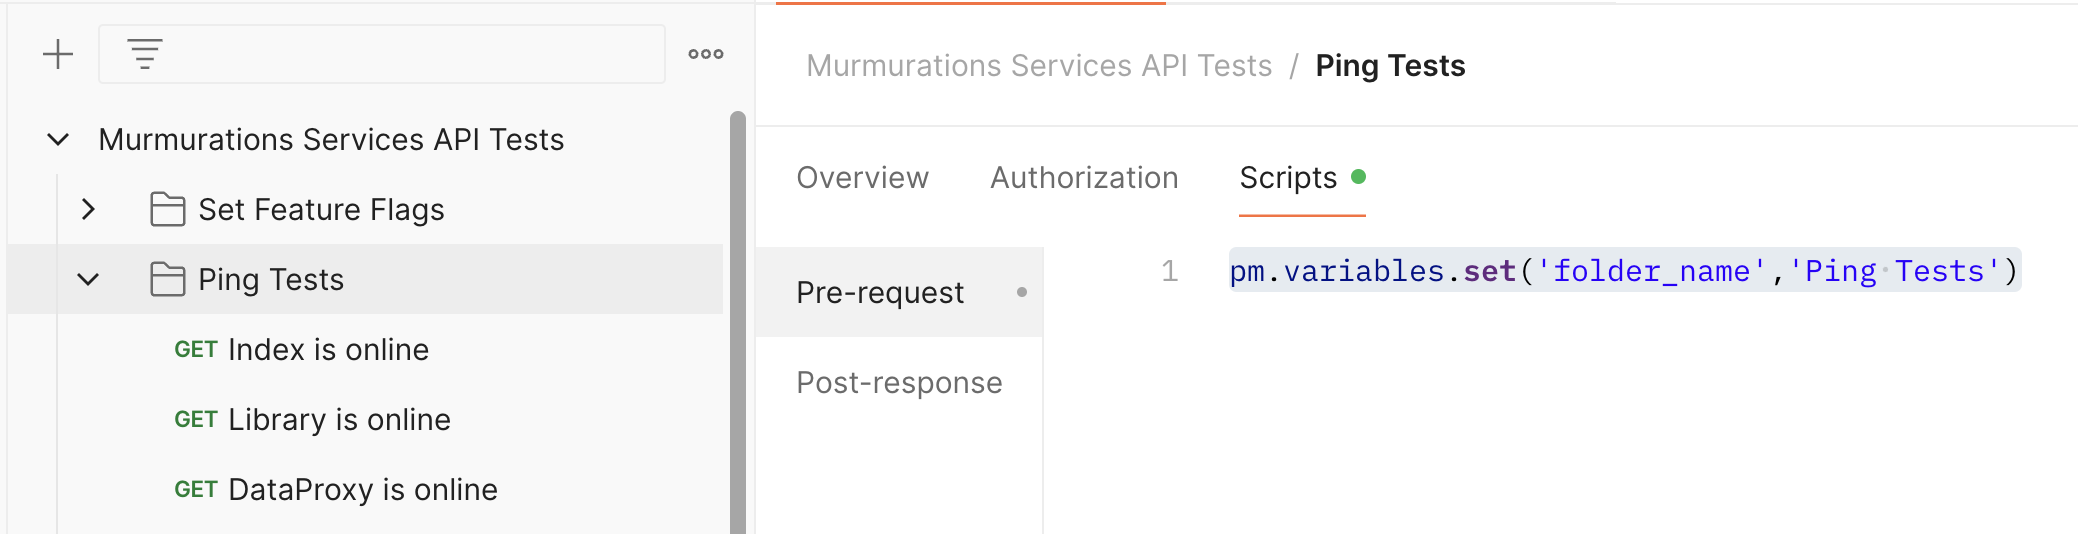 Murmurations Services API Tests
Set Feature Flags
Ping Tests
GET Index is online
GET Library is online
GET DataProxy is online
Murmurations Services API Tests / Ping Tests
Overview Authorization Scripts
Pre-request
Post-response
1 pm.variables.set('folder_name','Ping Tests')